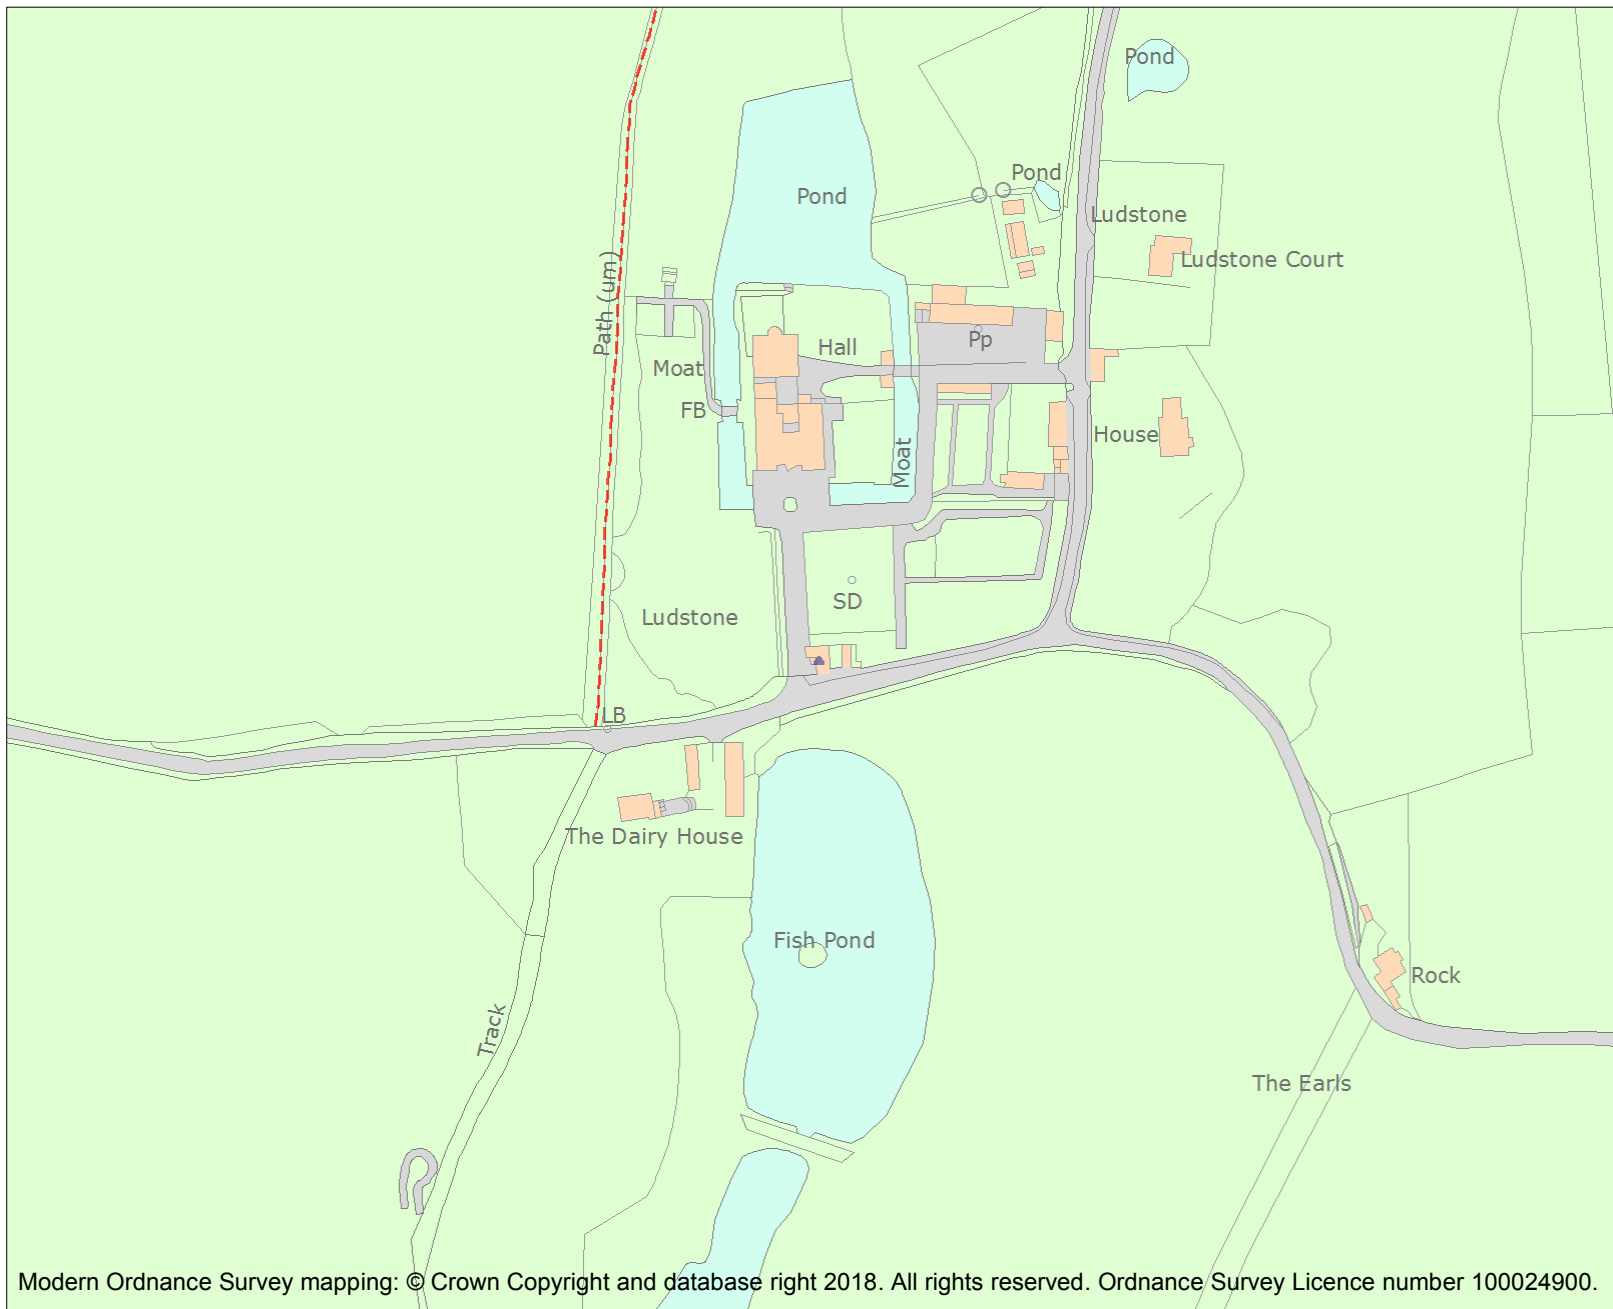 Pond
Pond
Pond
Ludstone
Ludstone Court
Path (um)
Hall
Pp
Moat
FB
House
Moat
SD
Ludstone
LB
The Dairy House
Fish Pond
Rock
Track
The Earls
Modern Ordnance Survey mapping: © Crown Copyright and database right 2018. All rights reserved. Ordnance Survey Licence number 100024900.